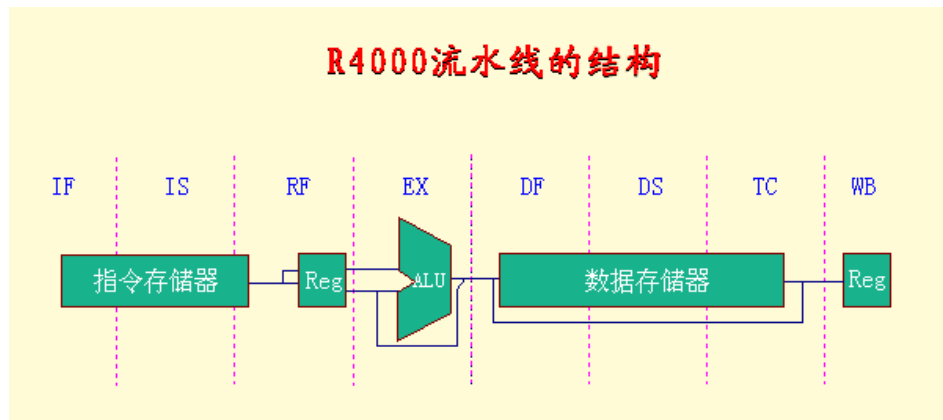 R4000流水线的结构
IF IS RF EX DF DS TC WB
指令存储器 Reg ALU 数据存储器 Reg